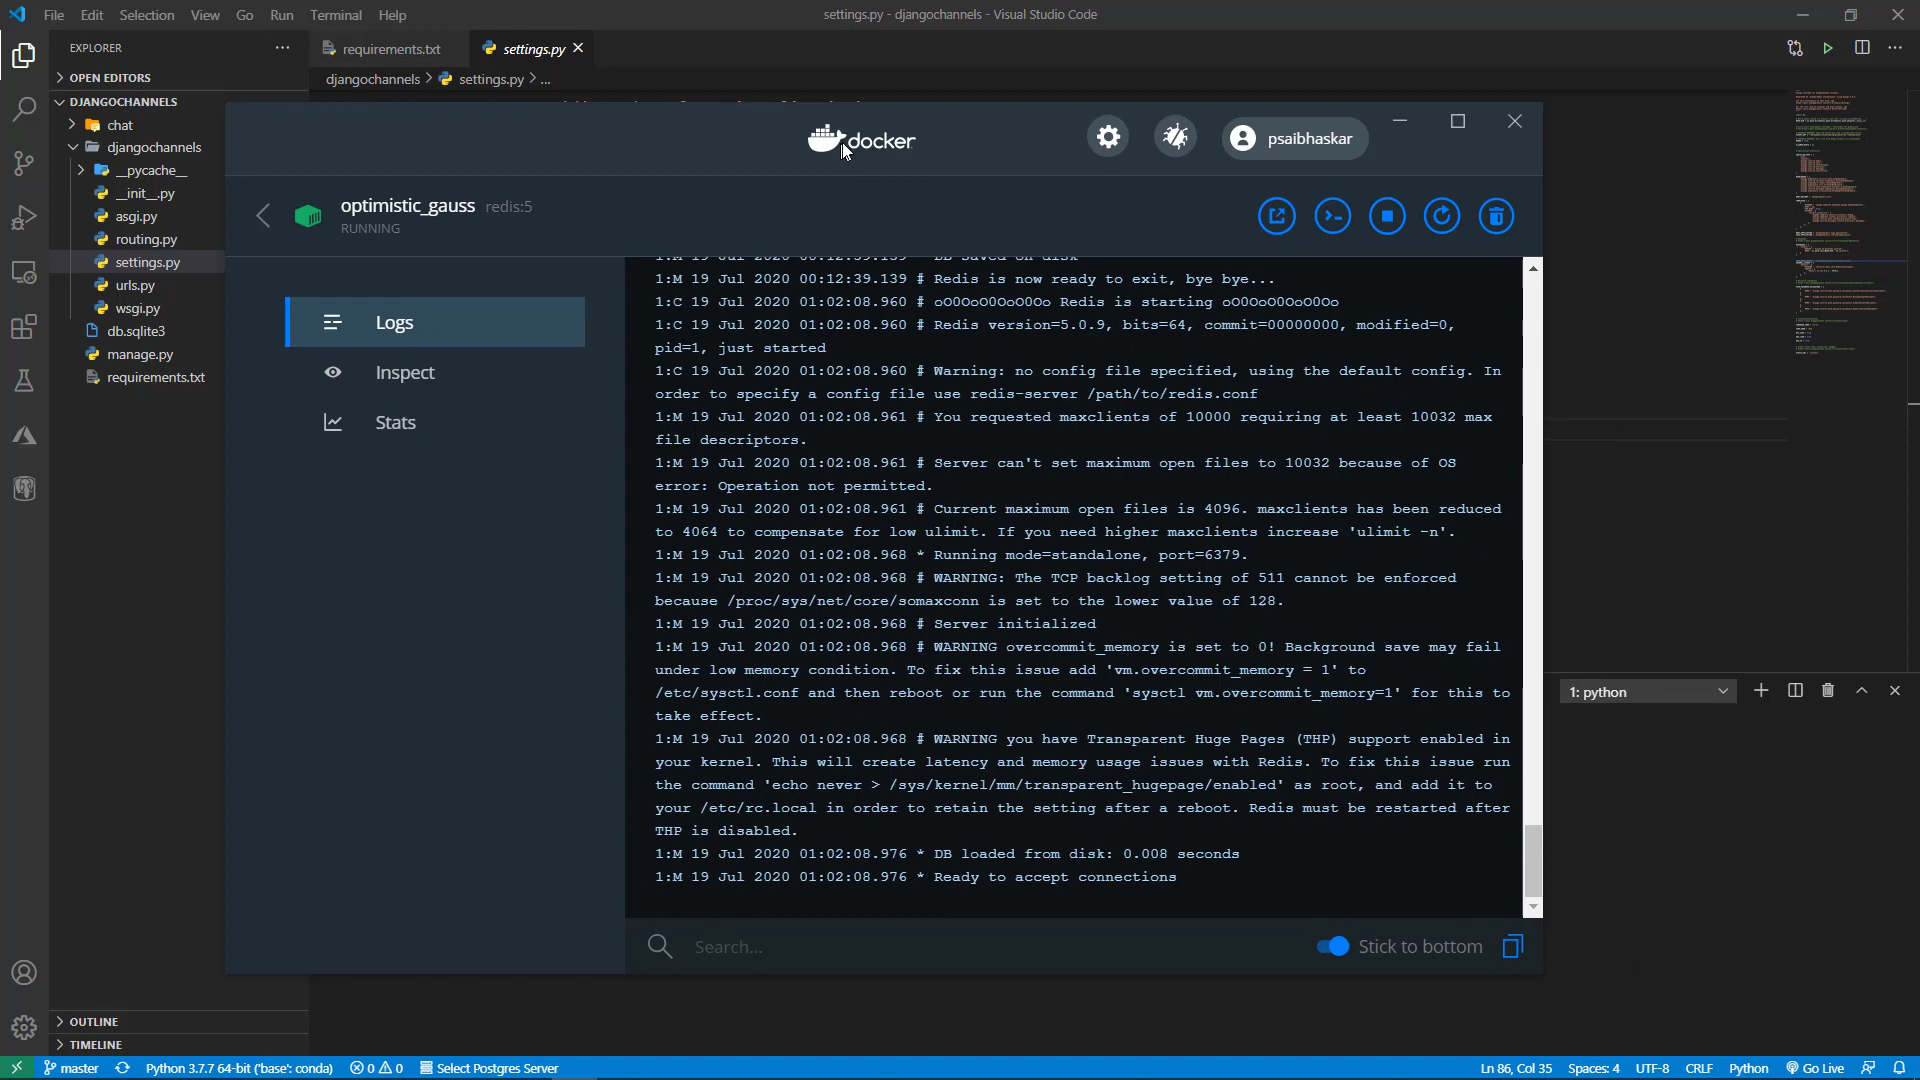 File Edit Selection View Go Run Terminal Help
settings.py - djangochannels - Visual Studio Code
EXPLORER
requirements.txt
settings.py
OPEN EDITORS
djangochannels > settings.py > ...
DJANGOCHANNELS
chat
djangochannels
__pycache__
__init__.py
asgi.py
routing.py
settings.py
urls.py
wsgi.py
db.sqlite3
manage.py
requirements.txt
docker
psaibhaskar
optimistic_gauss redis:5
RUNNING
Logs
Inspect
Stats
1:M 19 Jul 2020 00:12:39.139 * DB saved on disk
1:M 19 Jul 2020 00:12:39.139 # Redis is now ready to exit, bye bye...
1:C 19 Jul 2020 01:02:08.960 # oO0OoO0OoO0Oo Redis is starting oO0OoO0OoO0Oo
1:C 19 Jul 2020 01:02:08.960 # Redis version=5.0.9, bits=64, commit=00000000, modified=0,
pid=1, just started
1:C 19 Jul 2020 01:02:08.960 # Warning: no config file specified, using the default config. In
order to specify a config file use redis-server /path/to/redis.conf
1:M 19 Jul 2020 01:02:08.961 # You requested maxclients of 10000 requiring at least 10032 max
file descriptors.
1:M 19 Jul 2020 01:02:08.961 # Server can't set maximum open files to 10032 because of OS
error: Operation not permitted.
1:M 19 Jul 2020 01:02:08.961 # Current maximum open files is 4096. maxclients has been reduced
to 4064 to compensate for low ulimit. If you need higher maxclients increase 'ulimit -n'.
1:M 19 Jul 2020 01:02:08.968 * Running mode=standalone, port=6379.
1:M 19 Jul 2020 01:02:08.968 # WARNING: The TCP backlog setting of 511 cannot be enforced
because /proc/sys/net/core/somaxconn is set to the lower value of 128.
1:M 19 Jul 2020 01:02:08.968 # Server initialized
1:M 19 Jul 2020 01:02:08.968 # WARNING overcommit_memory is set to 0! Background save may fail
under low memory condition. To fix this issue add 'vm.overcommit_memory = 1' to
/etc/sysctl.conf and then reboot or run the command 'sysctl vm.overcommit_memory=1' for this to
take effect.
1:M 19 Jul 2020 01:02:08.968 # WARNING you have Transparent Huge Pages (THP) support enabled in
your kernel. This will create latency and memory usage issues with Redis. To fix this issue run
the command 'echo never > /sys/kernel/mm/transparent_hugepage/enabled' as root, and add it to
your /etc/rc.local in order to retain the setting after a reboot. Redis must be restarted after
THP is disabled.
1:M 19 Jul 2020 01:02:08.976 * DB loaded from disk: 0.008 seconds
1:M 19 Jul 2020 01:02:08.976 * Ready to accept connections
Search...
Stick to bottom
1: python
OUTLINE
TIMELINE
master
Python 3.7.7 64-bit ('base': conda)
0 0
Select Postgres Server
Ln 86, Col 35
Spaces: 4
UTF-8
CRLF
Python
Go Live